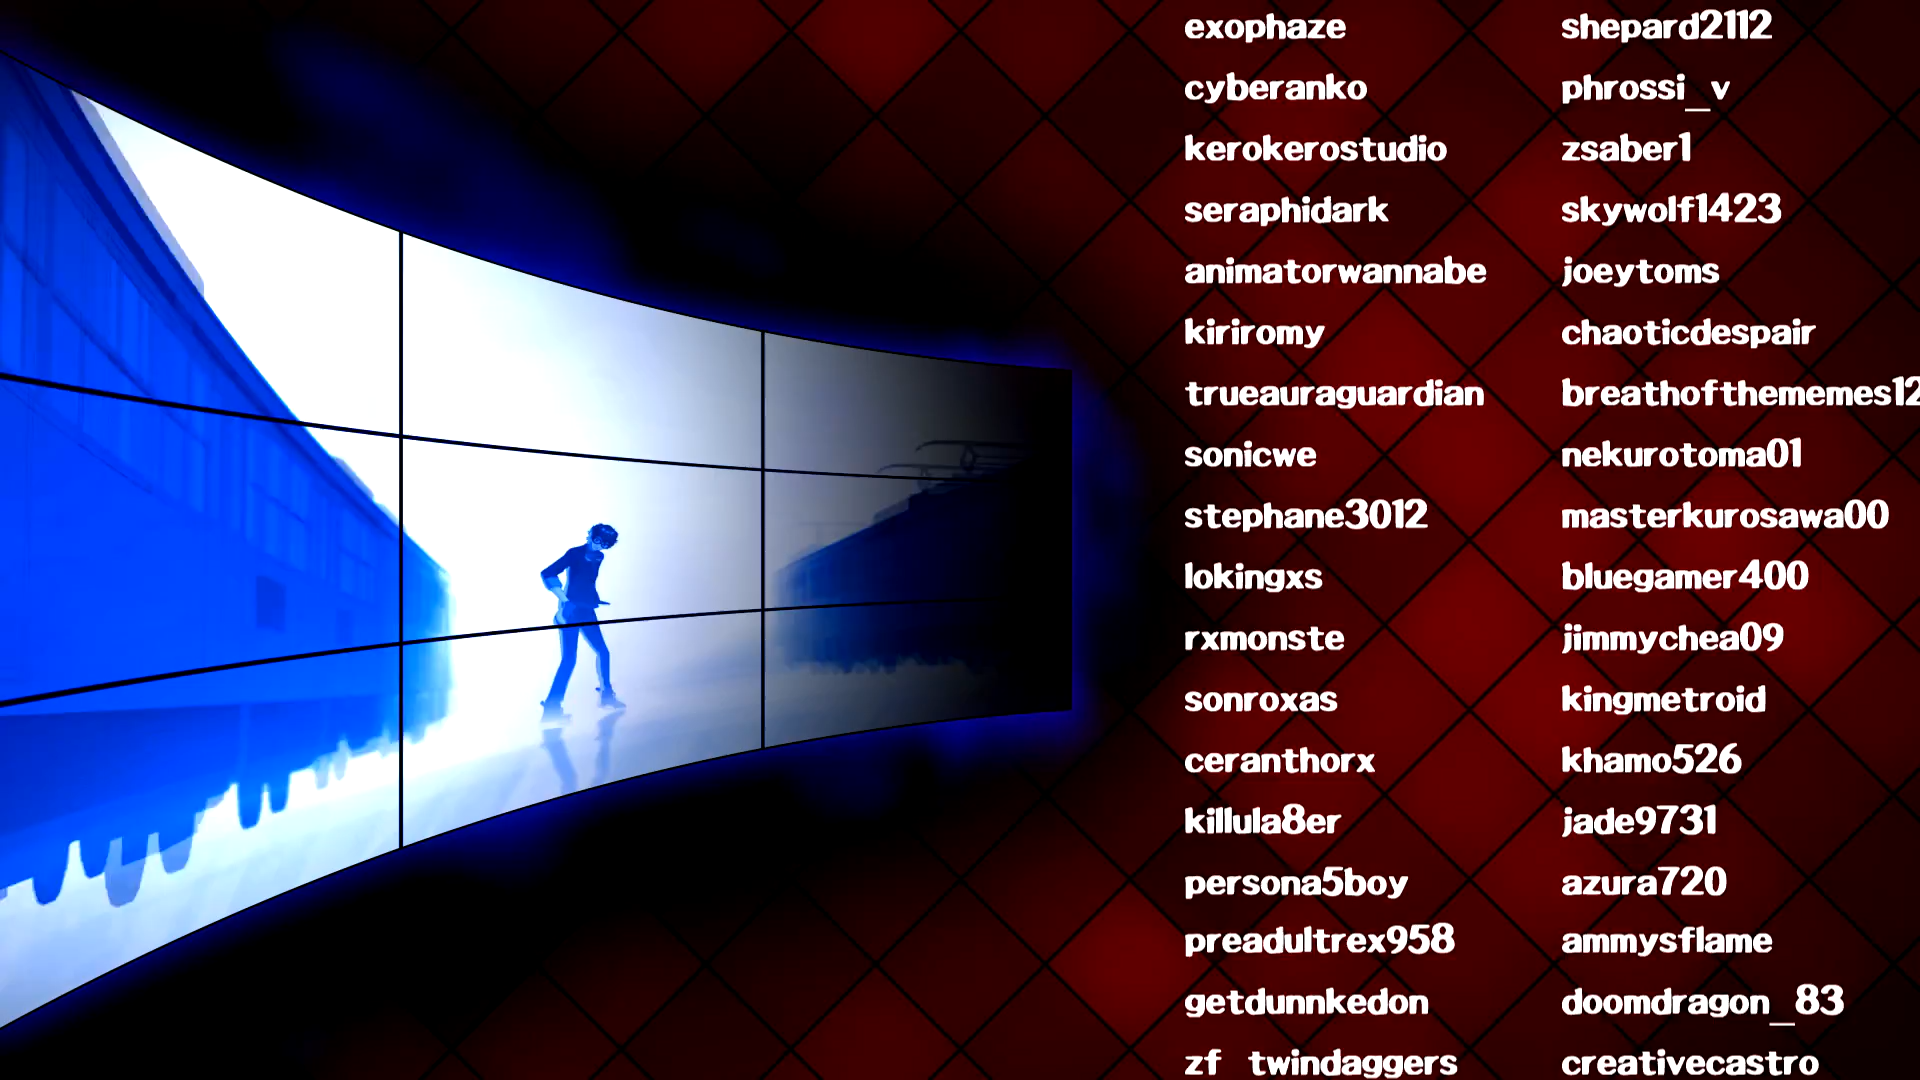 exophaze shepard2112
cyberanko phrossi_v
kerokerostudio zsaber1
seraphidark skywolf1423
animatorwannabe joeytoms
kiriromy chaoticdespair
trueauraguardian breathofthememes12
sonicwe nekurotoma01
stephane3012 masterkurosawa00
lokingxs bluegamer400
rxmonste jimmychea09
sonroxas kingmetroid
ceranthorx khamo526
killula8er jade9731
persona5boy azura720
preadultrex958 ammysflame
getdunnkedon doomdragon_83
zf twindaggers creativecastro